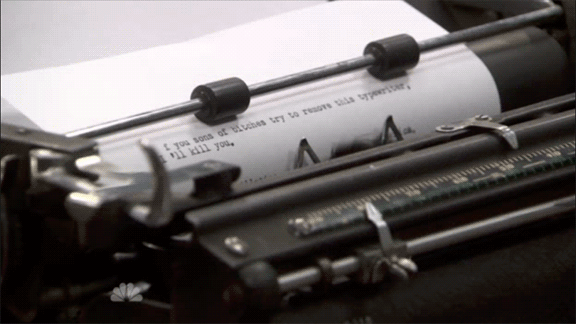 f you sons of bitches try to remove this typewriter,
I'll kill you.